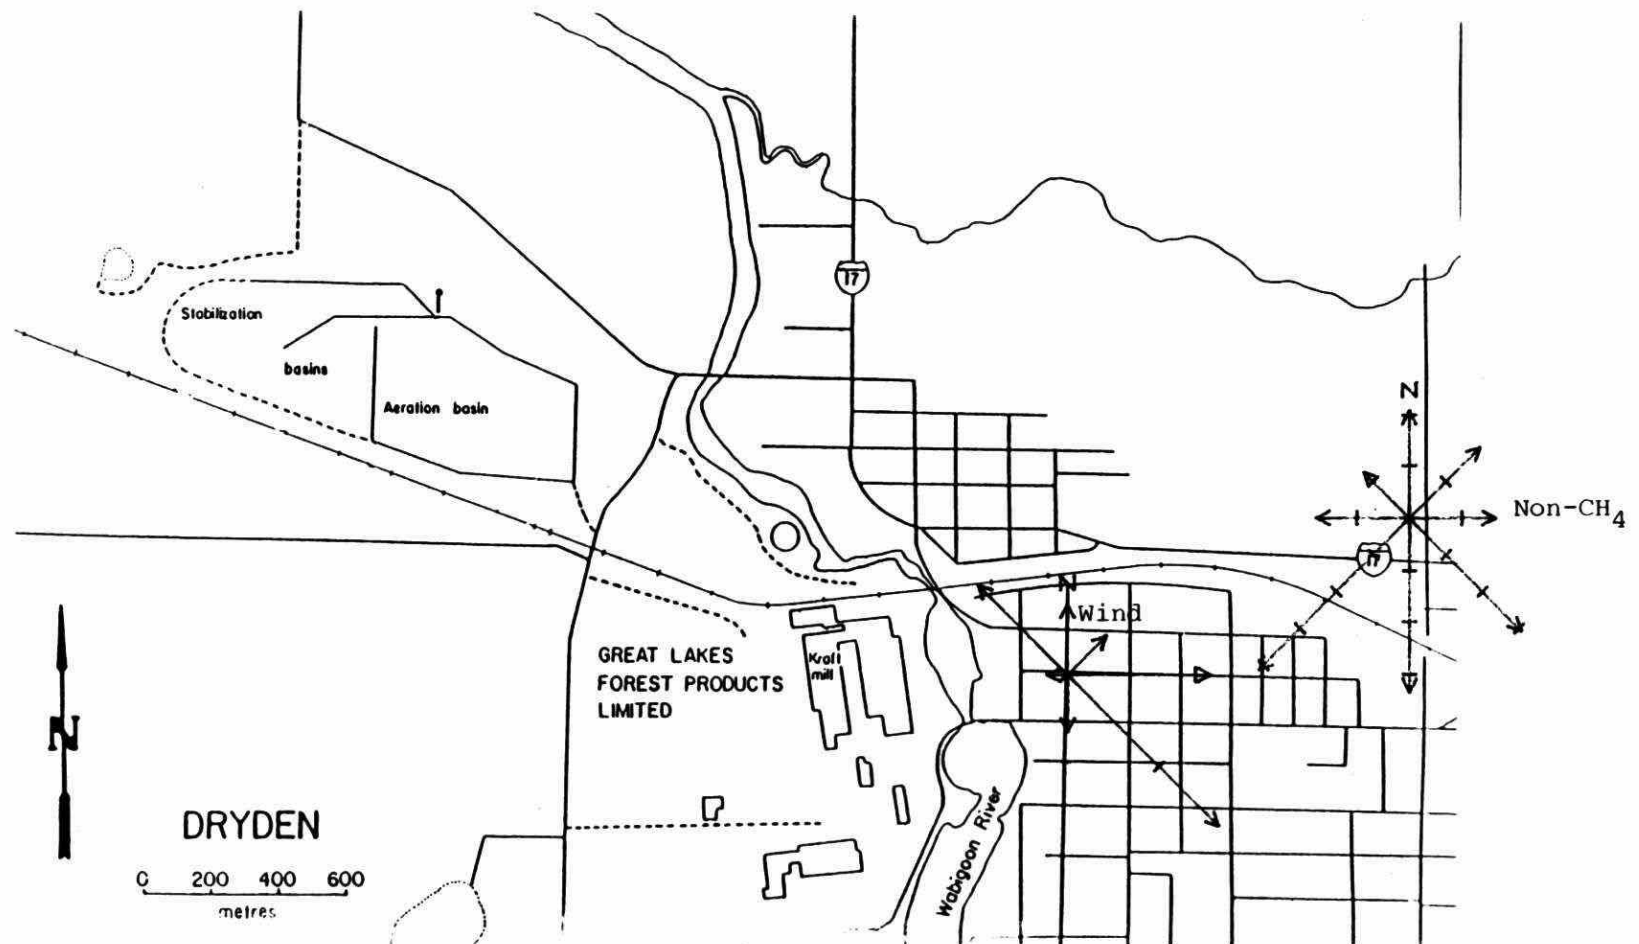 17
Stabilization
basins
Aeration basin
N
Non-CH4
17
N
Wind
GREAT LAKES
FOREST PRODUCTS
LIMITED
Kraft
mill
N
DRYDEN
0 200 400 600
metres
Wabigoon River